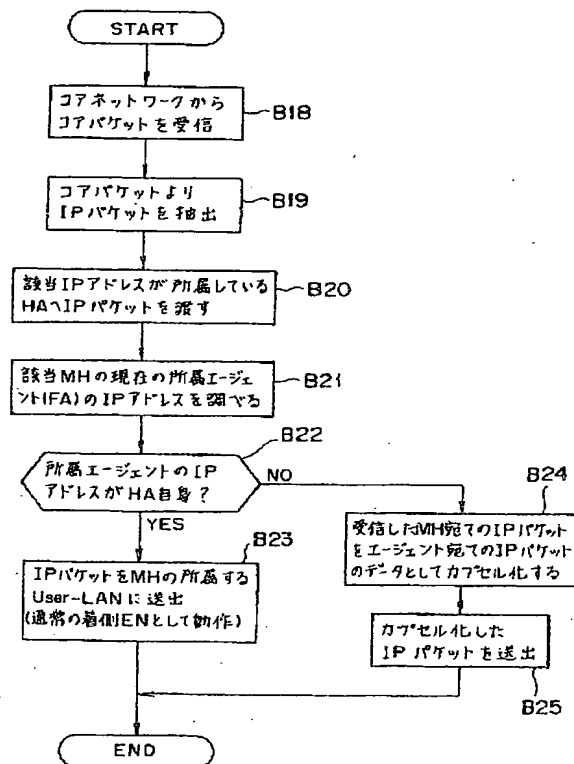 START
コアネットワークから
コアパケットを受信
B18
コアパケットより
IPパケットを抽出
B19
該当IPアドレスが所属している
HAへIPパケットを渡す
B20
該当MHの現在の所属エージェ
ント(FA)のIPアドレスを調べる
B21
B22
所属エージェントのIP
アドレスがHA自身?
NO
YES
B23
IPパケットをMHの所属する
User-LANに送出
(通常の着側ENとして動作)
B24
受信したMH宛てのIPパケット
をエージェント宛てのIPパケット
のデータとしてカプセル化する
カプセル化した
IPパケットを送出
B25
END